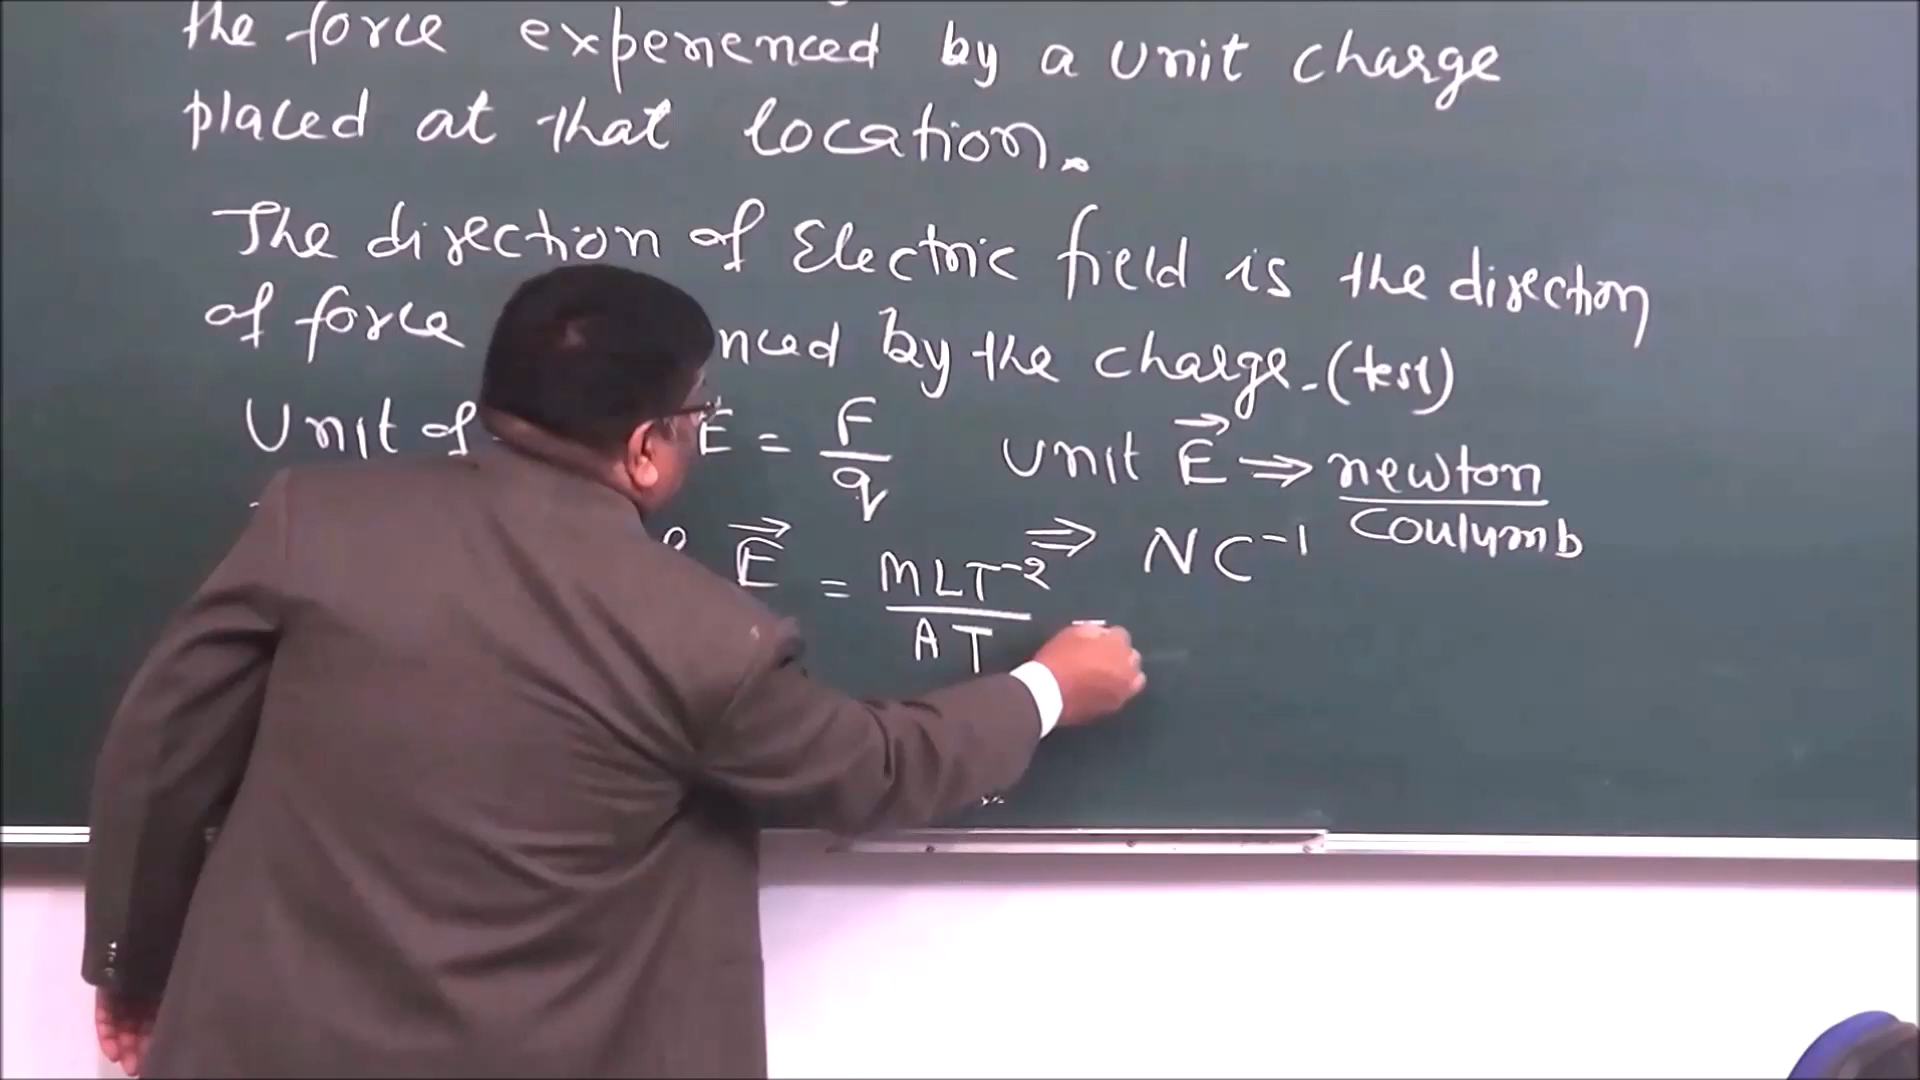 the force experienced by a unit charge
placed at that location.
The direction of Electric field is the direction
of force nced by the charge.(test)
Unit of E = F/q unit E⃗ ⇒ newton/Coulymb
⇒ NC⁻¹
E⃗ = MLT⁻²/AT